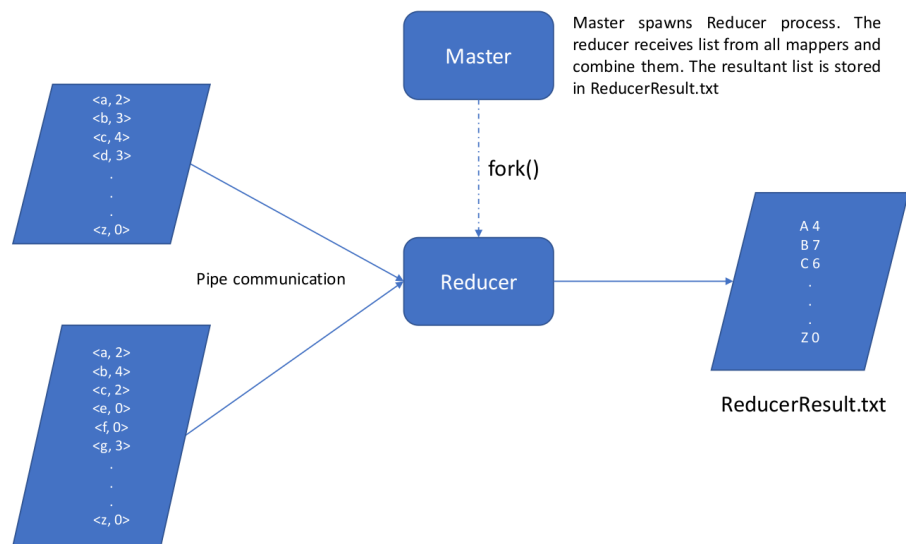 Master spawns Reducer process. The
reducer receives list from all mappers and
combine them. The resultant list is stored
in ReducerResult.txt
Master
<a, 2>
<b, 3>
<c, 4>
<d, 3>
.
.
.
<z, 0>
fork()
Pipe communication
Reducer
A 4
B 7
C 6
.
.
.
Z 0
ReducerResult.txt
<a, 2>
<b, 4>
<c, 2>
<e, 0>
<f, 0>
<g, 3>
.
.
.
<z, 0>